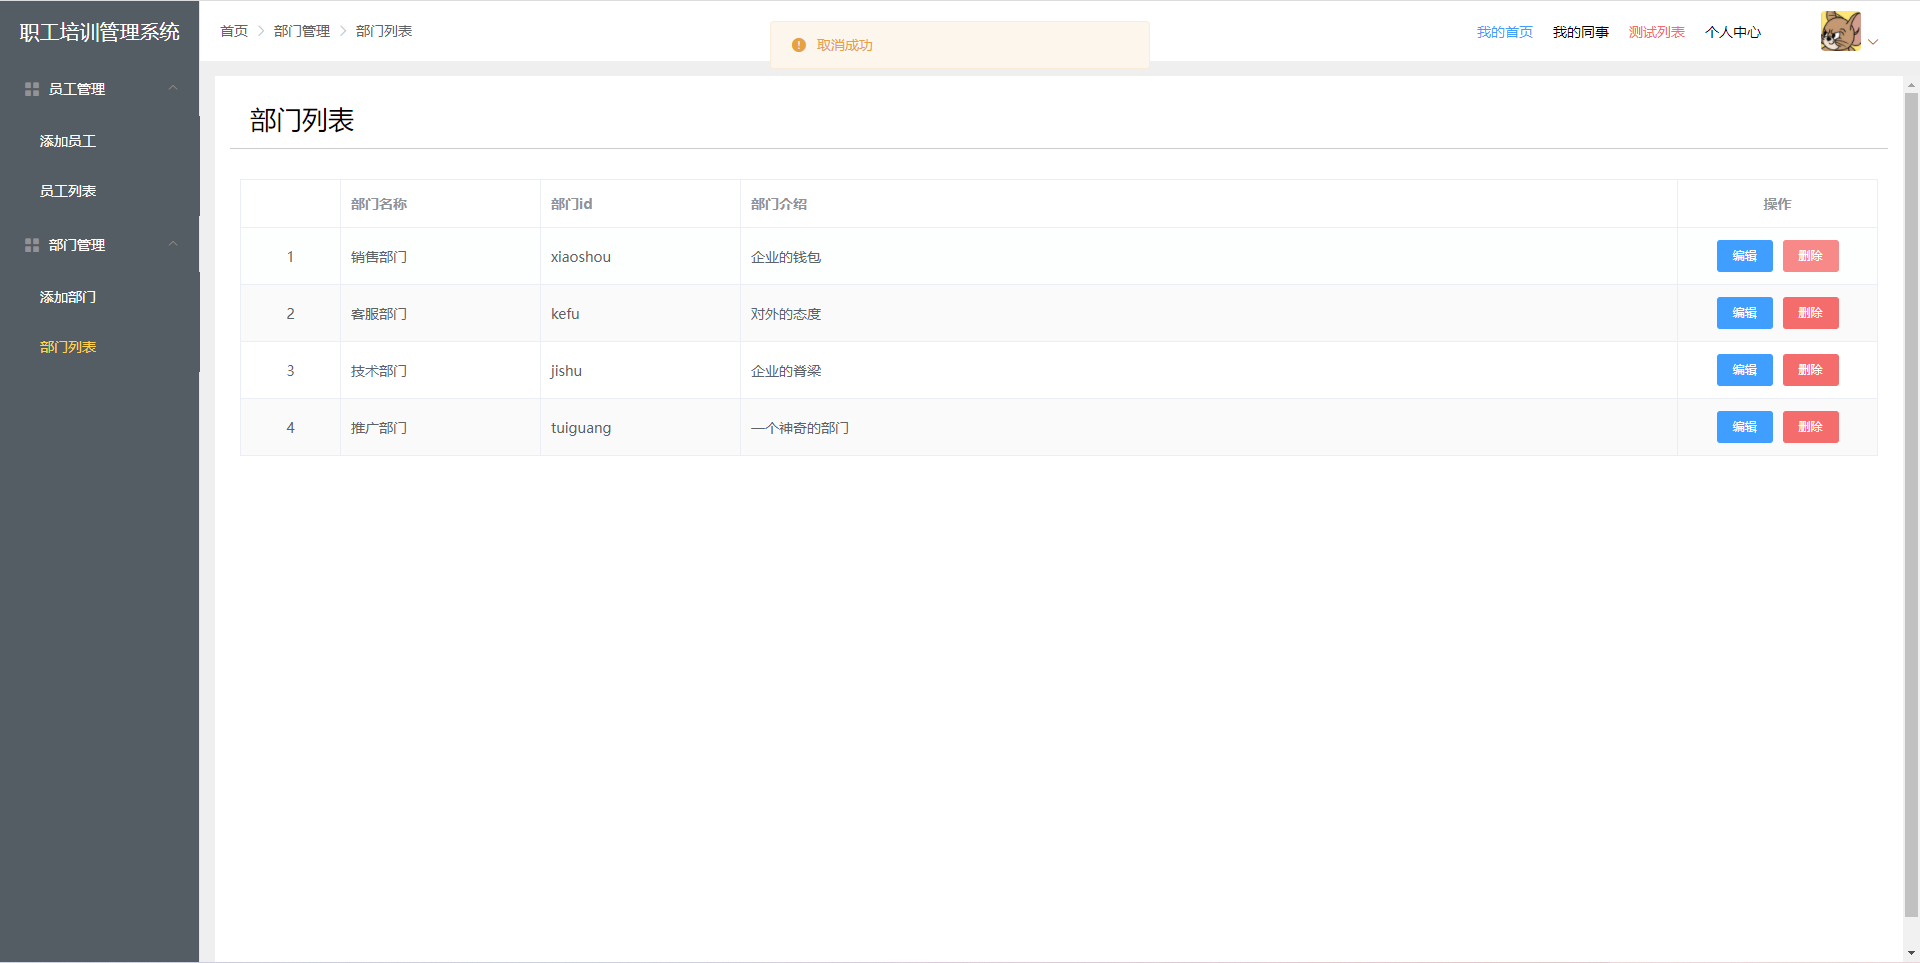 职工培训管理系统
首页 > 部门管理 > 部门列表
取消成功
我的首页 我的同事 测试列表 个人中心
员工管理
添加员工
员工列表
部门管理
添加部门
部门列表
部门列表
部门名称 部门id 部门介绍 操作
1 销售部门 xiaoshou 企业的钱包 编辑 删除
2 客服部门 kefu 对外的态度 编辑 删除
3 技术部门 jishu 企业的脊梁 编辑 删除
4 推广部门 tuiguang 一个神奇的部门 编辑 删除